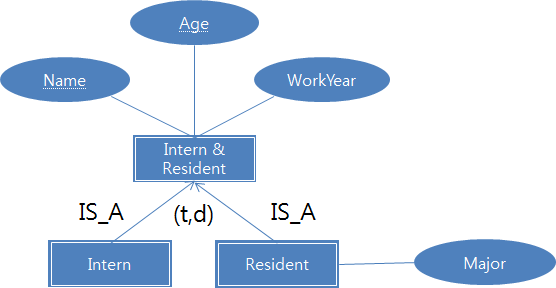 Age
Name
WorkYear
Intern &
Resident
IS_A
(t,d)
IS_A
Intern
Resident
Major